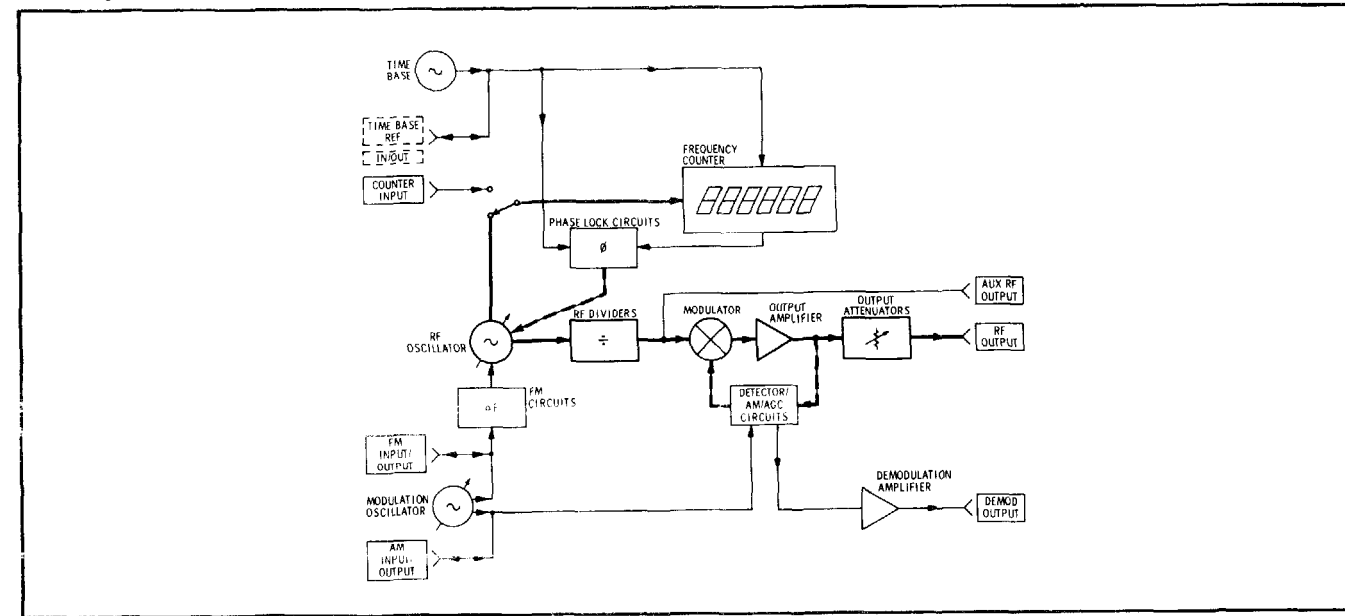 TIME
BASE
TIME BASE
REF
IN/OUT
COUNTER
INPUT
FREQUENCY
COUNTER
PHASE LOCK CIRCUITS
Ø
RF
OSCILLATOR
RF DIVIDERS
÷
MODULATOR
OUTPUT
AMPLIFIER
OUTPUT
ATTENUATORS
AUX RF
OUTPUT
RF
OUTPUT
FM
CIRCUITS
DETECTOR/
AM/AGC
CIRCUITS
FM
INPUT/
OUTPUT
MODULATION
OSCILLATOR
AM
INPUT/
OUTPUT
DEMODULATION
AMPLIFIER
DEMOD
OUTPUT